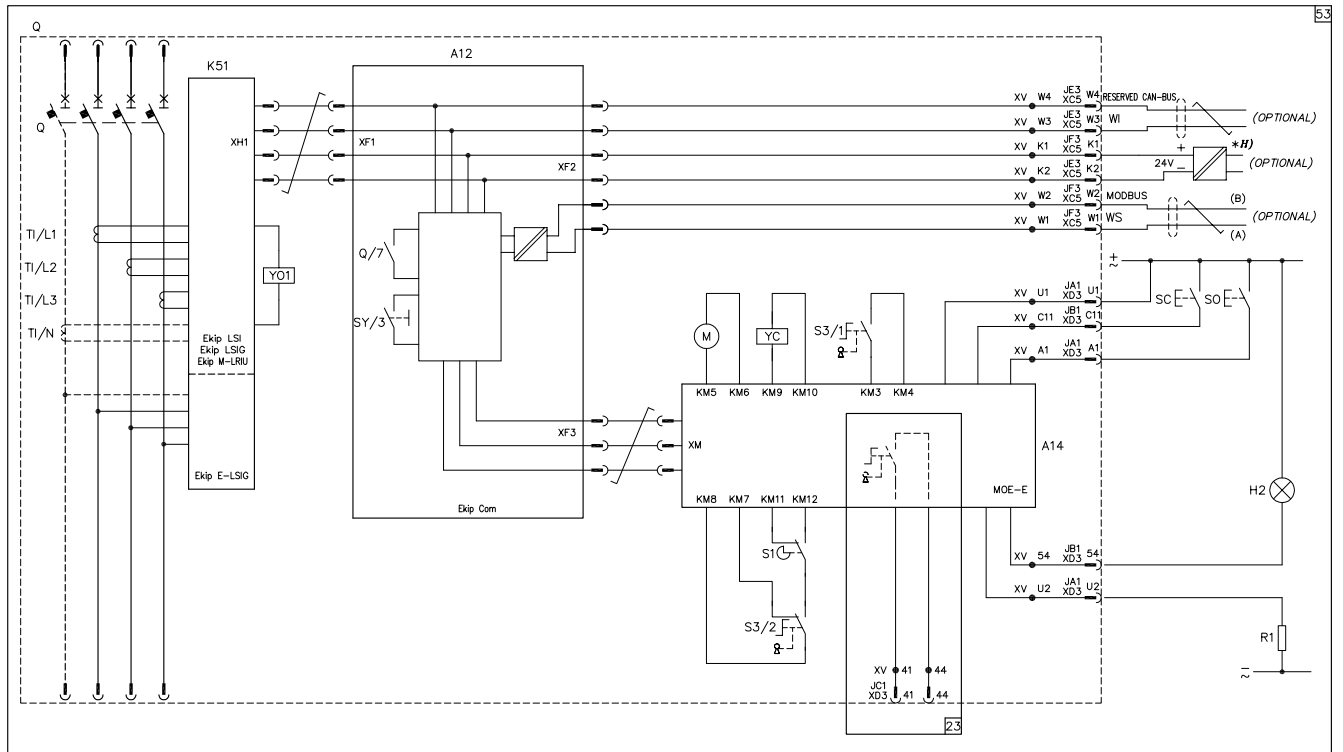 53
Q
A12
K51
XV W4 JE3 XC5 W4 RESERVED CAN-BUS
Q
XV W3 JE3 XC5 W3 WI
(OPTIONAL)
XH1
XF1
XV K1 JF3 XC5 K1
+
*H)
XF2
24V
−
(OPTIONAL)
XV K2 JE3 XC5 K2
XV W2 JF3 XC5 W2 MODBUS
(B)
XV W1 JF3 XC5 W1 WS
(OPTIONAL)
(A)
TI/L1
Q/7
+
~
TI/L2
YO1
TI/L3
XV U1 JA1 XD3 U1
SC
SO
SY/3
XV C11 JB1 XD3 C11
TI/N
M
YC
S3/1
Ekip LSI
Ekip LSIG
Ekip M-LRIU
XV A1 JA1 XD3 A1
KM5 KM6 KM9 KM10 KM3 KM4
XF3
XM
A14
Ekip E-LSIG
MOE-E
H2
KM8 KM7 KM11 KM12
Ekip Com
S1
XV 54 JB1 XD3 54
XV U2 JA1 XD3 U2
S3/2
R1
XV 41 44
−
~
JC1
XD3 41 44
23